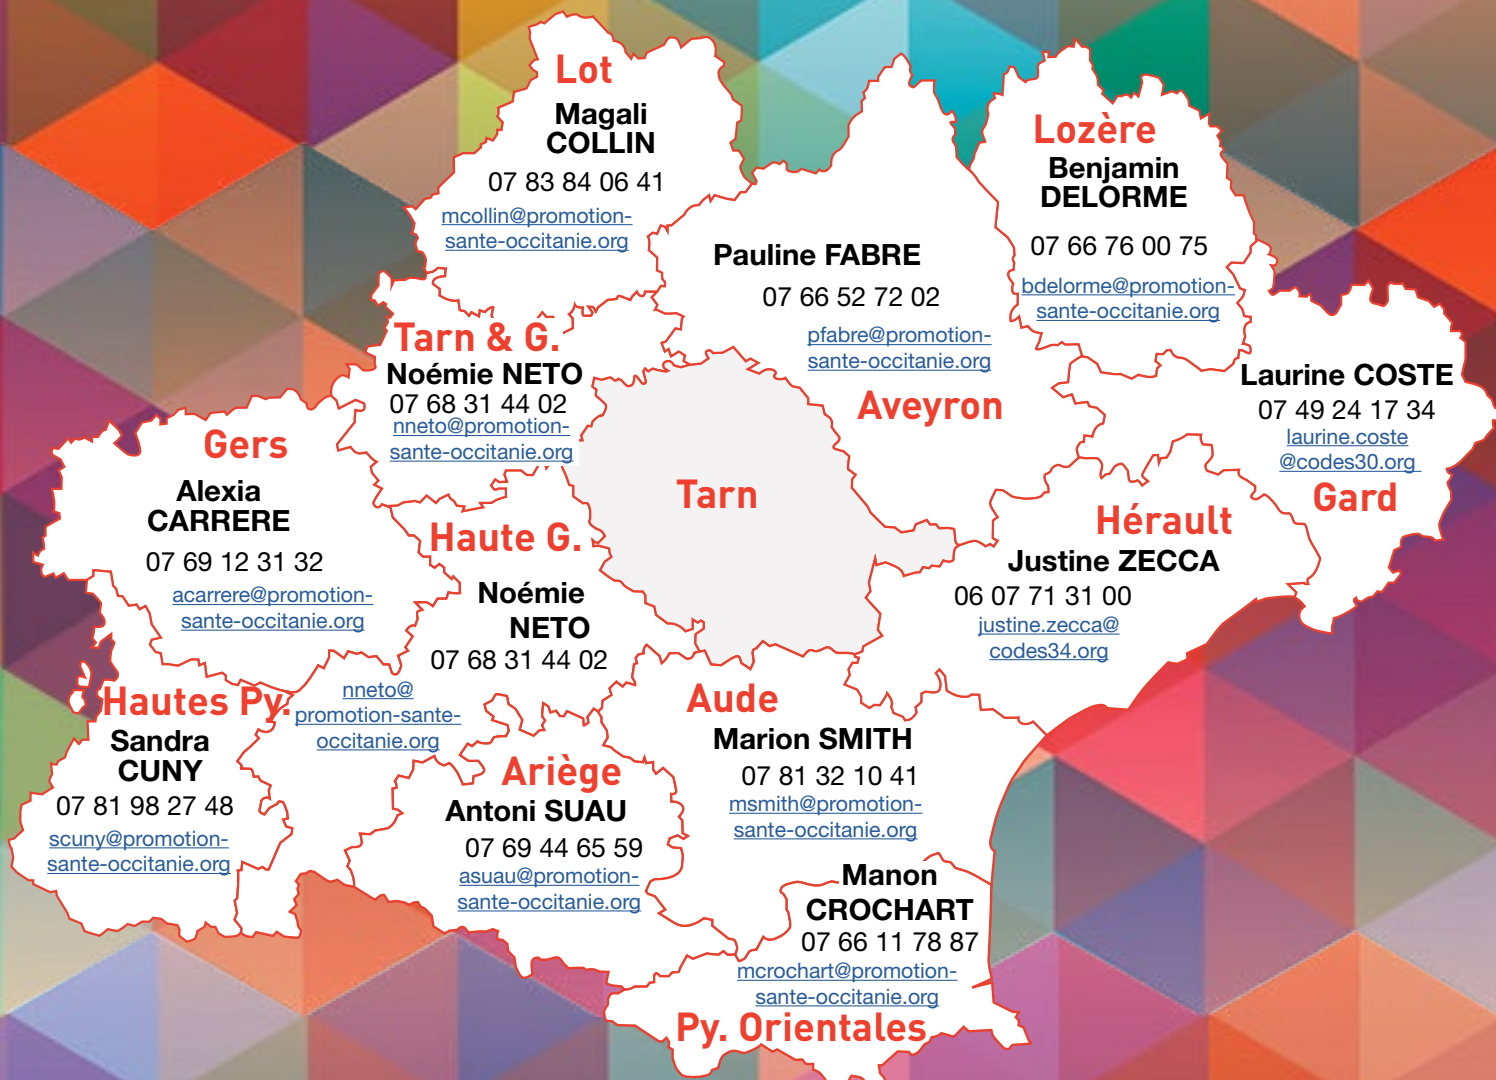 Lot
Magali
COLLIN
07 83 84 06 41
mcollin@promotion-
sante-occitanie.org
Lozère
Benjamin
DELORME
07 66 76 00 75
bdelorme@promotion-
sante-occitanie.org
Pauline FABRE
07 66 52 72 02
pfabre@promotion-
sante-occitanie.org
Aveyron
Tarn & G.
Noémie NETO
07 68 31 44 02
nneto@promotion-
sante-occitanie.org
Laurine COSTE
07 49 24 17 34
laurine.coste
@codes30.org
Gard
Gers
Alexia
CARRERE
07 69 12 31 32
acarrere@promotion-
sante-occitanie.org
Tarn
Haute G.
Noémie
NETO
07 68 31 44 02
nneto@
promotion-sante-
occitanie.org
Hérault
Justine ZECCA
06 07 71 31 00
justine.zecca@
codes34.org
Hautes Py.
Sandra
CUNY
07 81 98 27 48
scuny@promotion-
sante-occitanie.org
Ariège
Antoni SUAU
07 69 44 65 59
asuau@promotion-
sante-occitanie.org
Aude
Marion SMITH
07 81 32 10 41
msmith@promotion-
sante-occitanie.org
Manon
CROCHART
07 66 11 78 87
mcrochart@promotion-
sante-occitanie.org
Py. Orientales